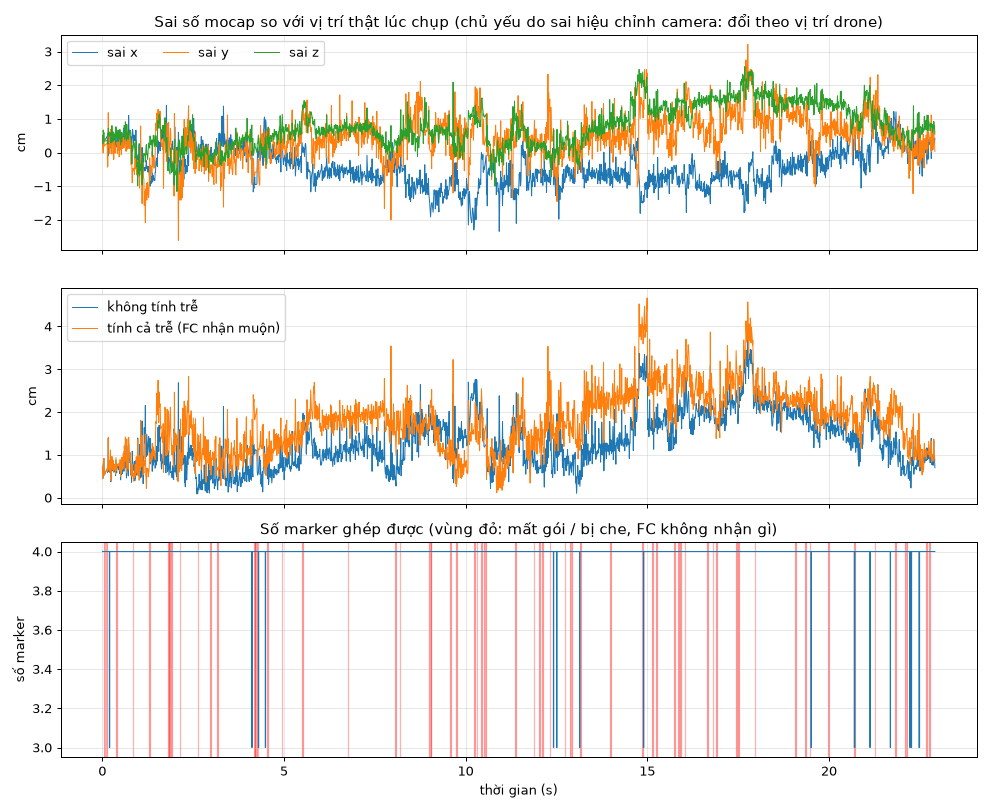 Sai số mocap so với vị trí thật lúc chụp (chủ yếu do sai hiệu chỉnh camera: đổi theo vị trí drone)
sai x
sai y
sai z
3
2
1
0
−1
−2
cm
không tính trễ
tính cả trễ (FC nhận muộn)
4
3
2
1
0
cm
Số marker ghép được (vùng đỏ: mất gói / bị che, FC không nhận gì)
4.0
3.8
3.6
3.4
3.2
3.0
số marker
0
5
10
15
20
thời gian (s)